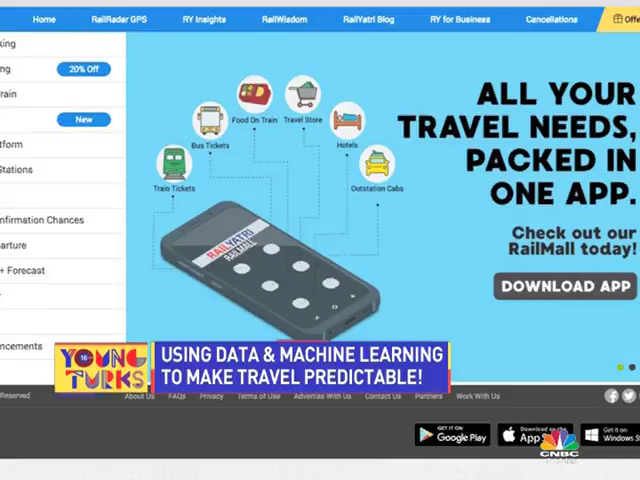 Home RailRadar GPS RY Insights RailWisdom RailYatri Blog RY for Business Cancellations Offe
king
ng 20% Off
rain
New
tform
Stations
nfirmation Chances
arture
+ Forecast
ncements
Food On Train
Travel Store
Bus Tickets
Hotels
Train Tickets
Outstation Cabs
RAILYATRI
RAILMALL
ALL YOUR
TRAVEL NEEDS,
PACKED IN
ONE APP.
Check out our
RailMall today!
DOWNLOAD APP
YOUNG
TURKS
USING DATA & MACHINE LEARNING
TO MAKE TRAVEL PREDICTABLE!
Reserved About Us FAQs Privacy Terms of Use Advertise With Us Contact Us Partners Work With Us
GET IT ON
Google Play
Download on the
App
Get it on
Windows S
CNBC